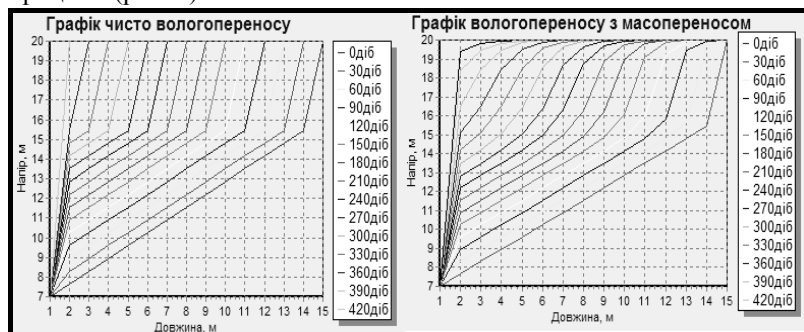 Графік чисто вологопереносу
20
19
18
17
16
15
14
13
12
11
10
9
8
7
Напір, м
1 2 3 4 5 6 7 8 9 10 11 12 13 14 15
Довжина, м
0діб
30діб
60діб
90діб
120діб
150діб
180діб
210діб
240діб
270діб
300діб
330діб
360діб
390діб
420діб
Графік вологопереносу з масопереносом
20
19
18
17
16
15
14
13
12
11
10
9
8
7
Напір, м
1 2 3 4 5 6 7 8 9 10 11 12 13 14 15
Довжина, м
0діб
30діб
60діб
90діб
120діб
150діб
180діб
210діб
240діб
270діб
300діб
330діб
360діб
390діб
420діб